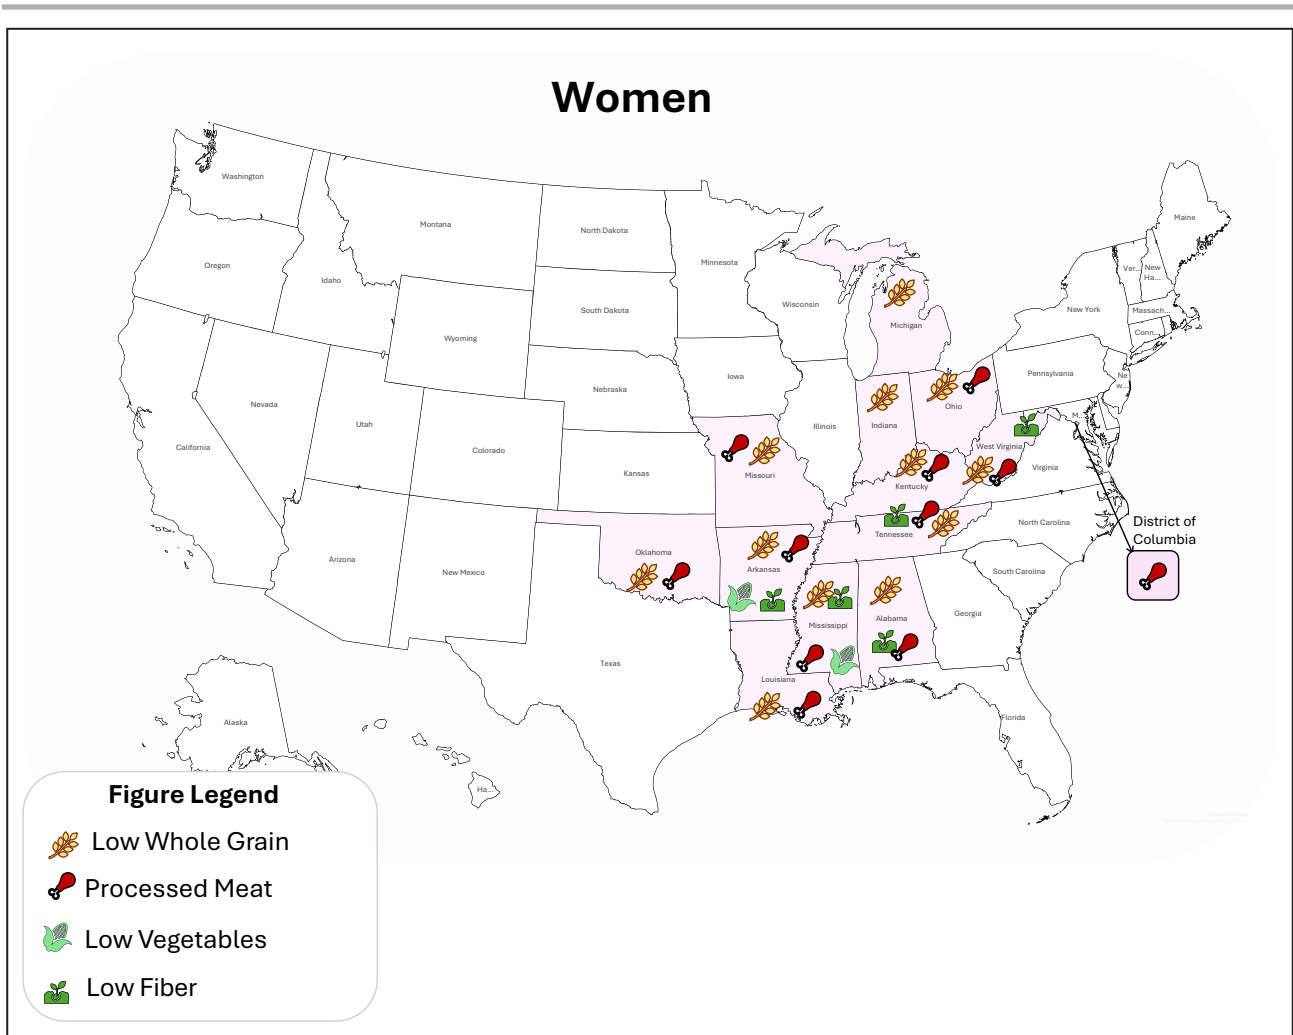 Women
Washington
Montana
North Dakota
Minnesota
Maine
Oregon
Idaho
South Dakota
Wisconsin
Michigan
Ver...
New
Ha...
New York
Massach...
Conn...
Wyoming
Nebraska
Iowa
Pennsylvania
Ne
w...
Nevada
Utah
Colorado
California
Kansas
Missouri
Illinois
Indiana
Ohio
M...
West Virginia
Virginia
Kentucky
Tennessee
North Carolina
District of
Columbia
Arizona
New Mexico
Oklahoma
Arkansas
South Carolina
Georgia
Alabama
Mississippi
Texas
Louisiana
Florida
Alaska
Ha...
Figure Legend
Low Whole Grain
Processed Meat
Low Vegetables
Low Fiber